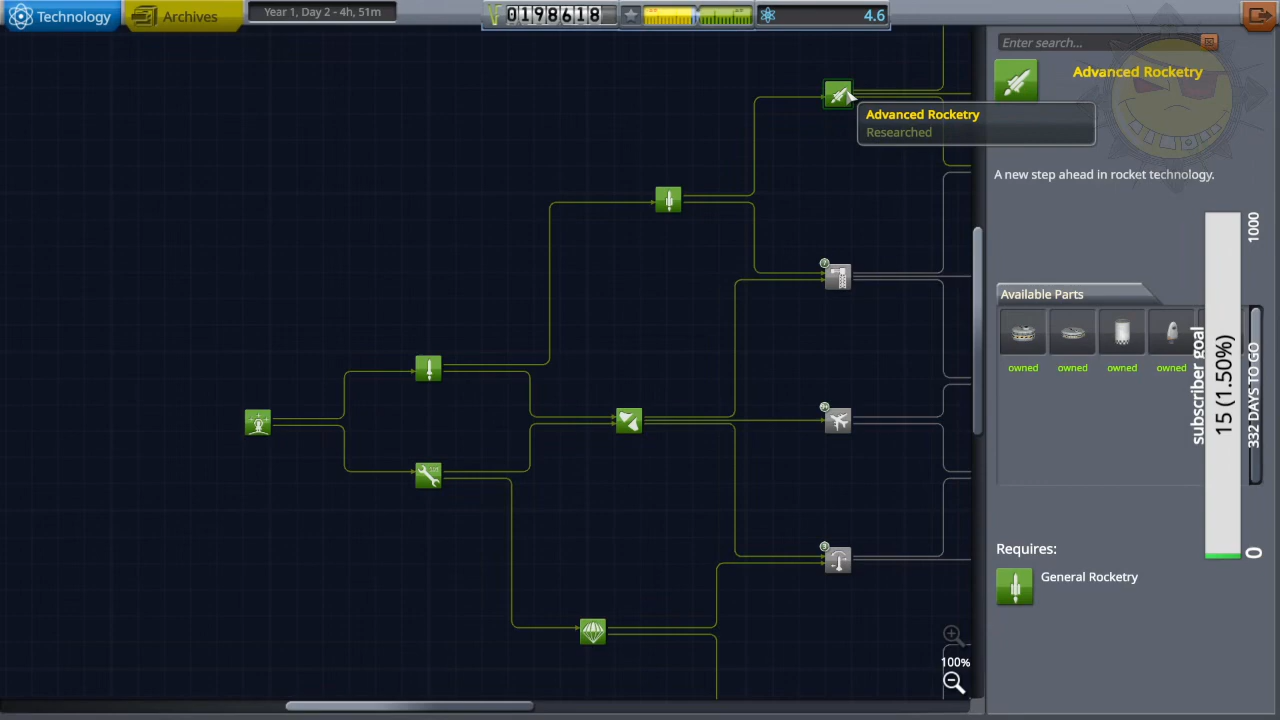 Technology
Archives
Year 1, Day 2 - 4h, 51m
0198618
4.6
Enter search...
Advanced Rocketry
Advanced Rocketry
Researched
A new step ahead in rocket technology.
Available Parts
owned
owned
owned
owned
subscriber goal
15 (1.50%)
332 DAYS TO GO
1000
0
Requires:
General Rocketry
100%